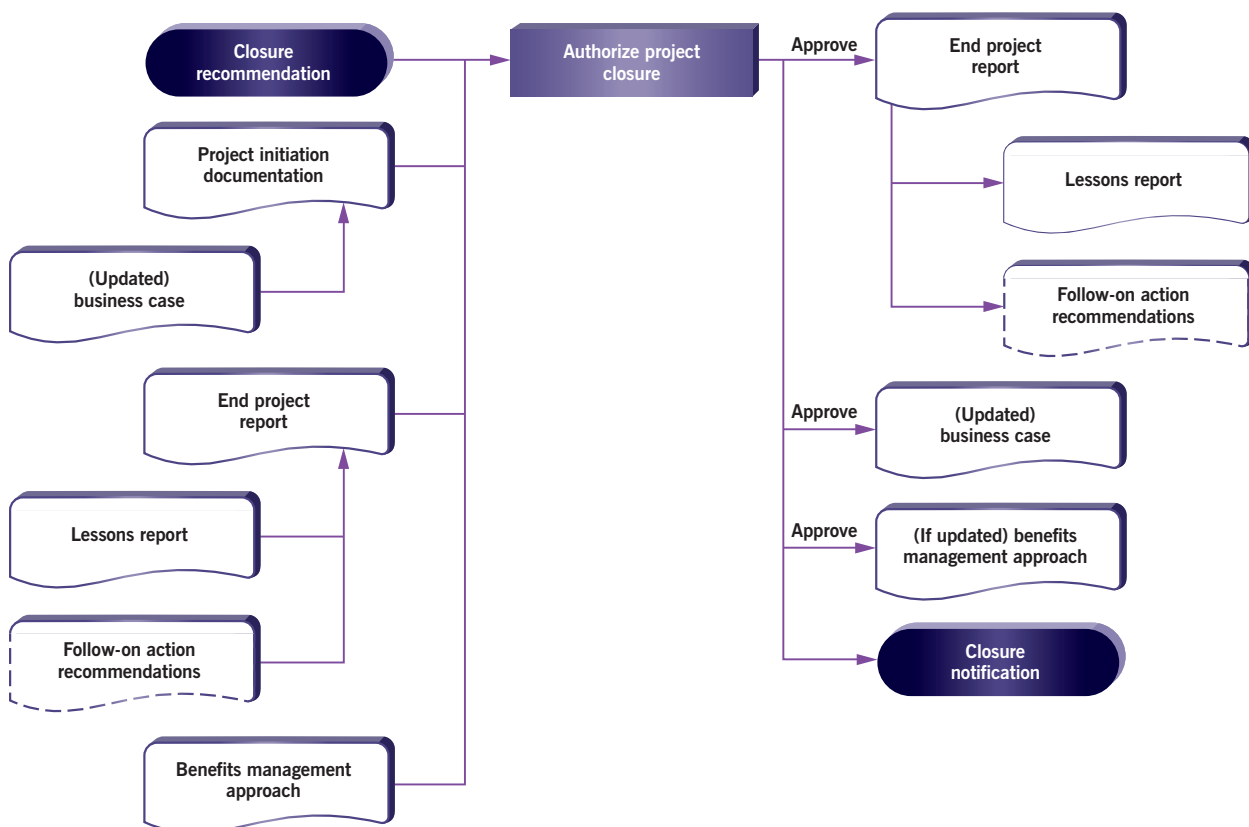 Closure
recommendation
Authorize project
closure
Approve
End project
report
Project initiation
documentation
Lessons report
(Updated)
business case
Follow-on action
recommendations
End project
report
Approve
(Updated)
business case
Lessons report
Approve
(If updated) benefits
management approach
Follow-on action
recommendations
Closure
notification
Benefits management
approach